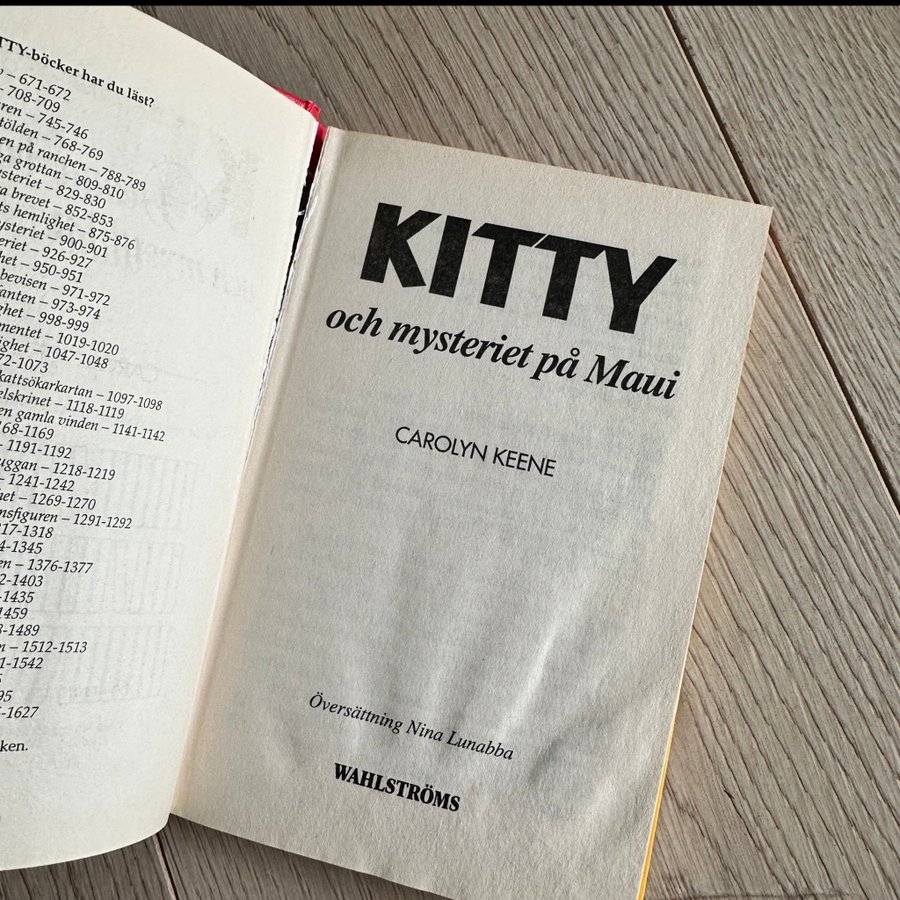 TTY-böcker har du läst?
– 671-672
– 708-709
ren – 745-746
tölden – 768-769
en på ranchen – 788-789
ga grottan – 809-810
steriet – 829-830
a brevet – 852-853
ts hemlighet – 875-876
ysteriet – 900-901
eriet – 926-927
het – 950-951
bevisen – 971-972
fanten – 973-974
ghet – 998-999
mentet – 1019-1020
lighet – 1047-1048
72-1073
kattsökarkartan – 1097-1098
elskrinet – 1118-1119
en gamla vinden – 1141-1142
168-1169
– 1191-1192
uggan – 1218-1219
– 1241-1242
het – 1269-1270
nsfiguren – 1291-1292
17-1318
4-1345
en – 1376-1377
2-1403
-1435
1459
3-1489
n – 1512-1513
1-1542
95
-1627
ken.
KITTY
och mysteriet på Maui
CAROLYN KEENE
Översättning Nina Lunabba
WAHLSTRÖMS